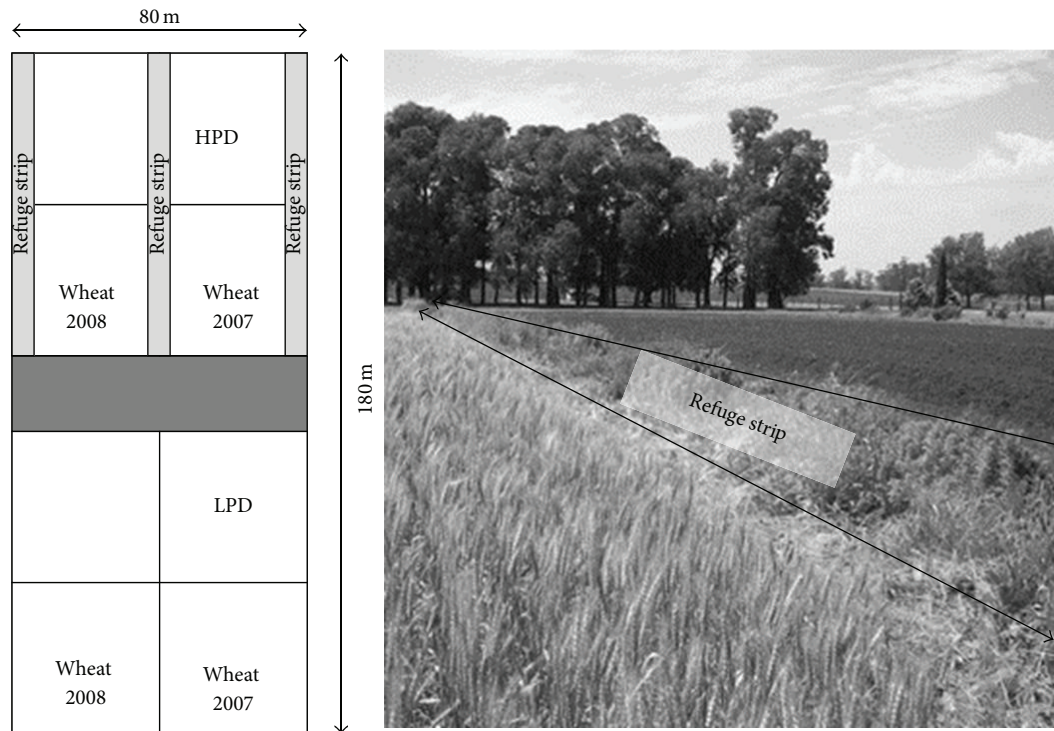 80 m
HPD
Refuge strip
Refuge strip
Refuge strip
Wheat
2008
Wheat
2007
180 m
LPD
Wheat
2008
Wheat
2007
Refuge strip